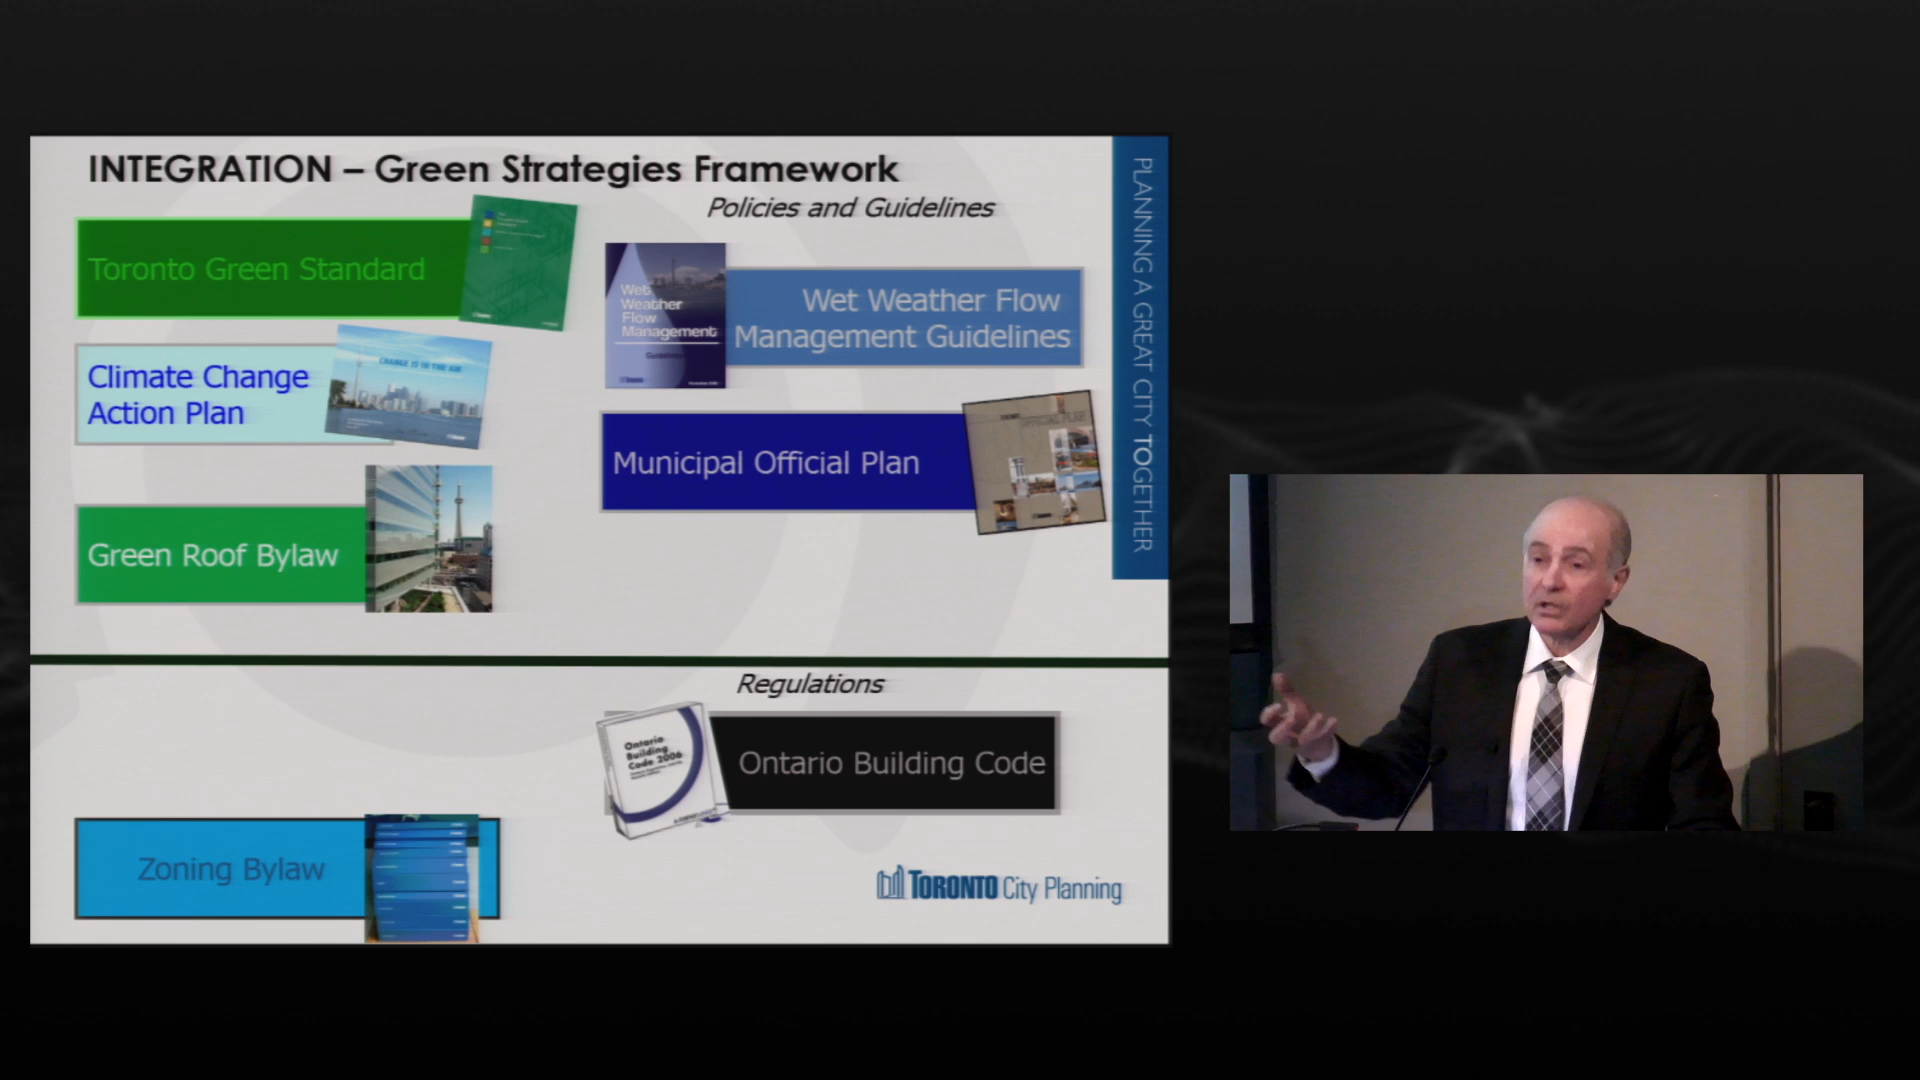 INTEGRATION – Green Strategies Framework
Policies and Guidelines
Toronto Green Standard
Wet
Weather
Flow
Management
Wet Weather Flow
Management Guidelines
Climate Change
Action Plan
CHANGE IS IN THE AIR
Municipal Official Plan
OFFICIAL PLAN
Green Roof Bylaw
PLANNING A GREAT CITY TOGETHER
Regulations
Ontario
Building
Code 2006
Ontario Building Code
Zoning Bylaw
TORONTO City Planning